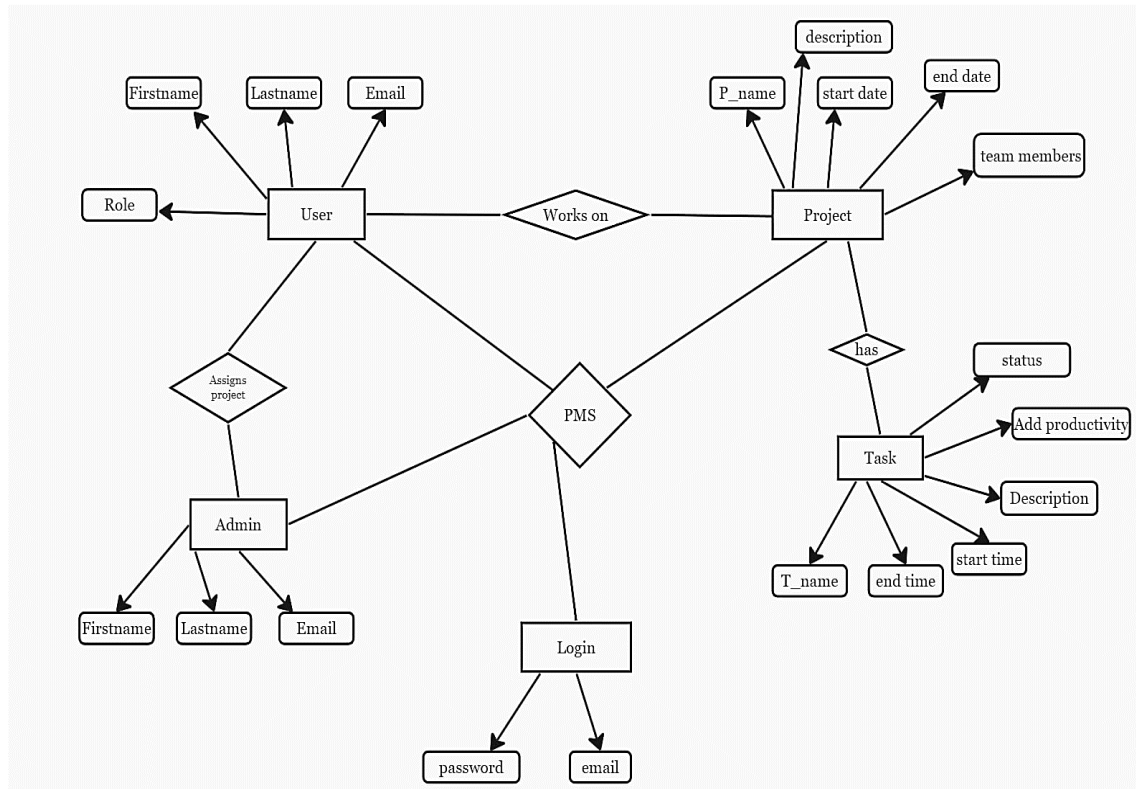 description
end date
Firstname
Lastname
Email
P_name
start date
team members
Role
User
Works on
Project
has
status
Assigns
project
PMS
Add productivity
Task
Description
Admin
start time
T_name
end time
Firstname
Lastname
Email
Login
password
email